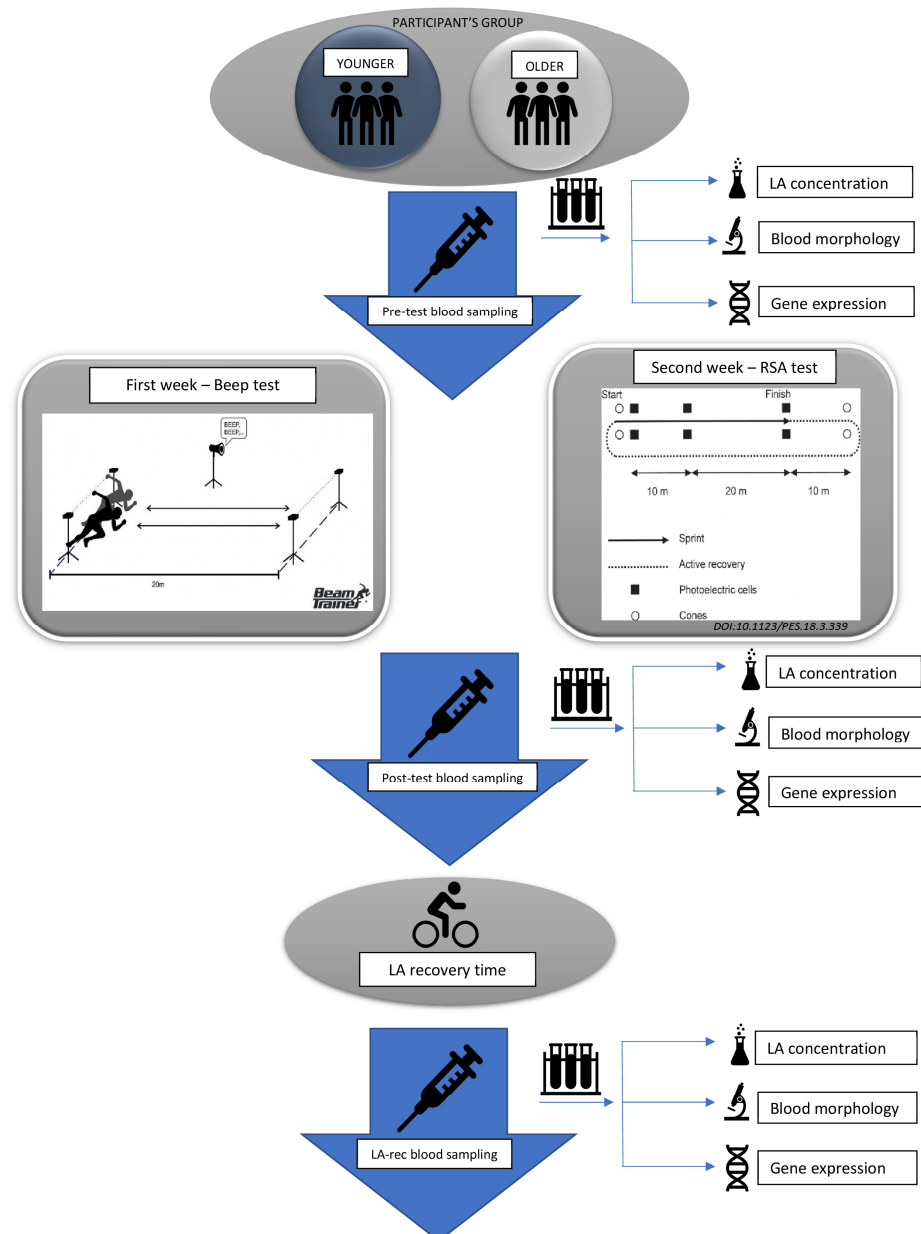 PARTICIPANT'S GROUP
YOUNGER
OLDER
LA concentration
Blood morphology
Gene expression
Pre-test blood sampling
First week – Beep test
BEEP,
BEEP,...
20m
Beam
Trainer
Second week – RSA test
Start
Finish
10 m
20 m
10 m
Sprint
Active recovery
Photoelectric cells
Cones
DOI:10.1123/PES.18.3.339
LA concentration
Blood morphology
Gene expression
Post-test blood sampling
LA recovery time
LA concentration
Blood morphology
Gene expression
LA-rec blood sampling